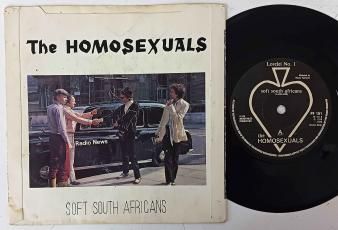 The HOMOSEXUALS
Radio News
SOFT SOUTH AFRICANS
Lorelei No. 1
soft south africans
the
HOMOSEXUALS